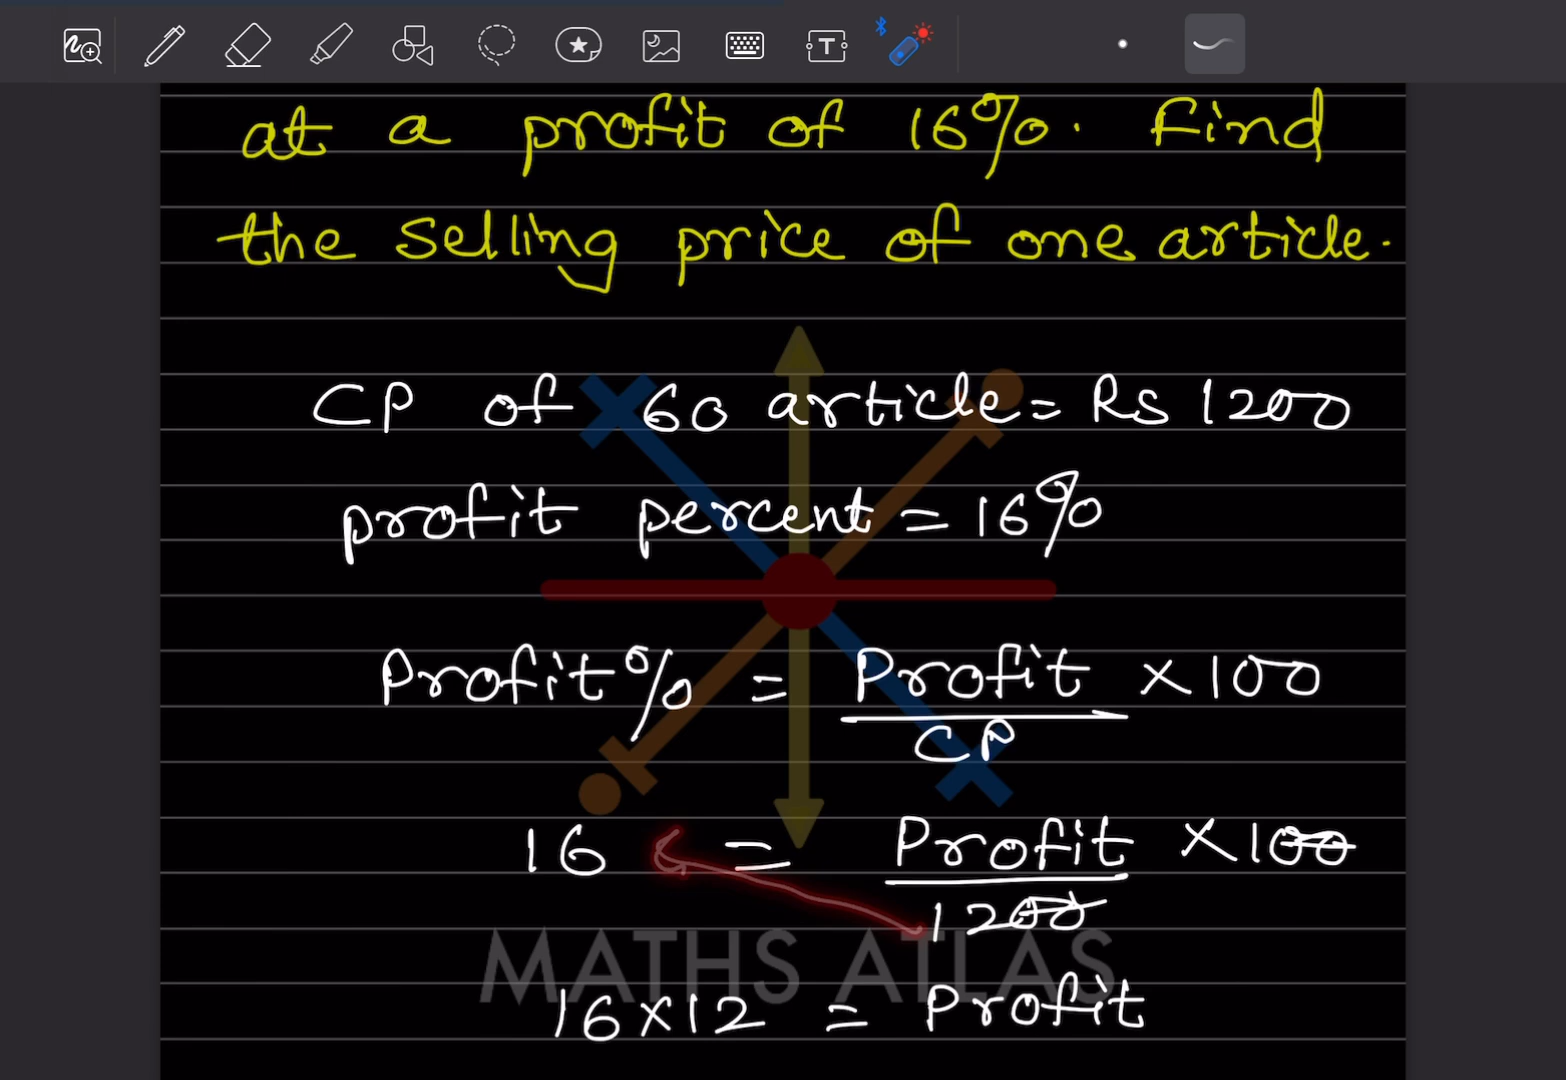 at a profit of 16%. Find
the selling price of one article.
CP of 60 article = Rs 1200
profit percent = 16%
Profit% = Profit/CP × 100
16 = Profit/1200 × 100
MATHS ATLAS
16×12 = Profit